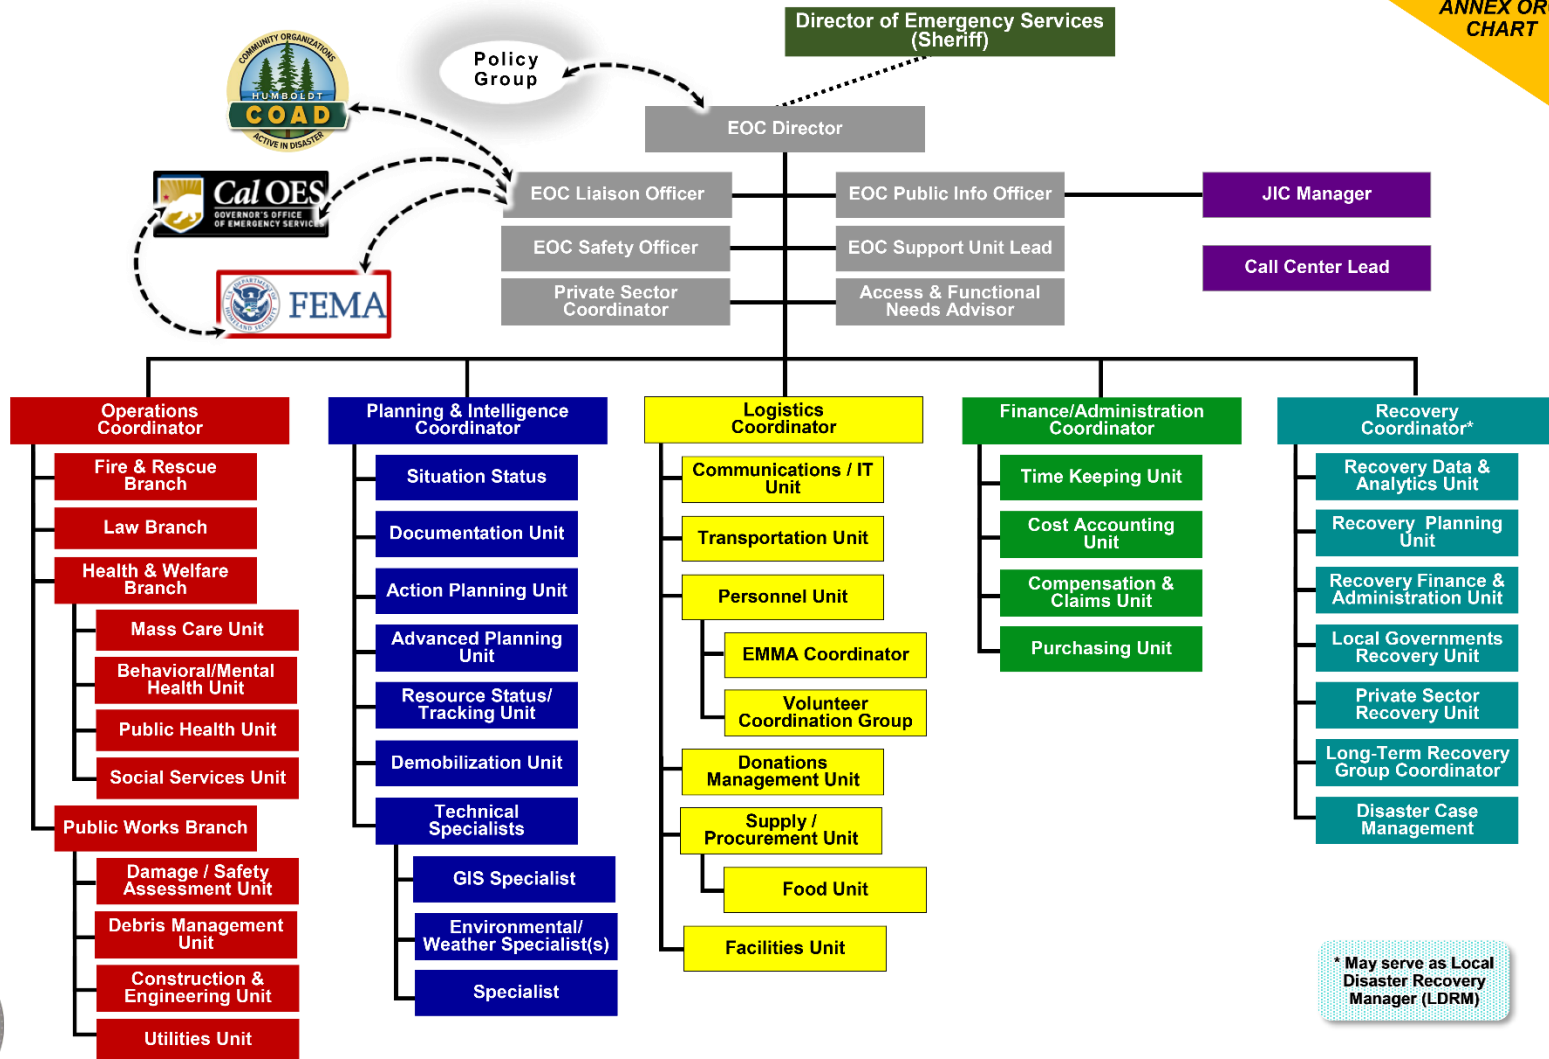 ANNEX OR
CHART
Director of Emergency Services
(Sheriff)
Policy
Group
COMMUNITY ORGANIZATIONS
HUMBOLDT
COAD
ACTIVE IN DISASTER
EOC Director
Cal OES
GOVERNOR'S OFFICE
OF EMERGENCY SERVICES
EOC Liaison Officer
EOC Public Info Officer
JIC Manager
EOC Safety Officer
EOC Support Unit Lead
Call Center Lead
U.S. DEPARTMENT OF
HOMELAND SECURITY
FEMA
Private Sector
Coordinator
Access & Functional
Needs Advisor
Operations
Coordinator
Fire & Rescue
Branch
Law Branch
Health & Welfare
Branch
Mass Care Unit
Behavioral/Mental
Health Unit
Public Health Unit
Social Services Unit
Public Works Branch
Damage / Safety
Assessment Unit
Debris Management
Unit
Construction &
Engineering Unit
Utilities Unit
Planning & Intelligence
Coordinator
Situation Status
Documentation Unit
Action Planning Unit
Advanced Planning
Unit
Resource Status/
Tracking Unit
Demobilization Unit
Technical
Specialists
GIS Specialist
Environmental/
Weather Specialist(s)
Specialist
Logistics
Coordinator
Communications / IT
Unit
Transportation Unit
Personnel Unit
EMMA Coordinator
Volunteer
Coordination Group
Donations
Management Unit
Supply /
Procurement Unit
Food Unit
Facilities Unit
Finance/Administration
Coordinator
Time Keeping Unit
Cost Accounting
Unit
Compensation &
Claims Unit
Purchasing Unit
Recovery
Coordinator*
Recovery Data &
Analytics Unit
Recovery Planning
Unit
Recovery Finance &
Administration Unit
Local Governments
Recovery Unit
Private Sector
Recovery Unit
Long-Term Recovery
Group Coordinator
Disaster Case
Management
* May serve as Local
Disaster Recovery
Manager (LDRM)